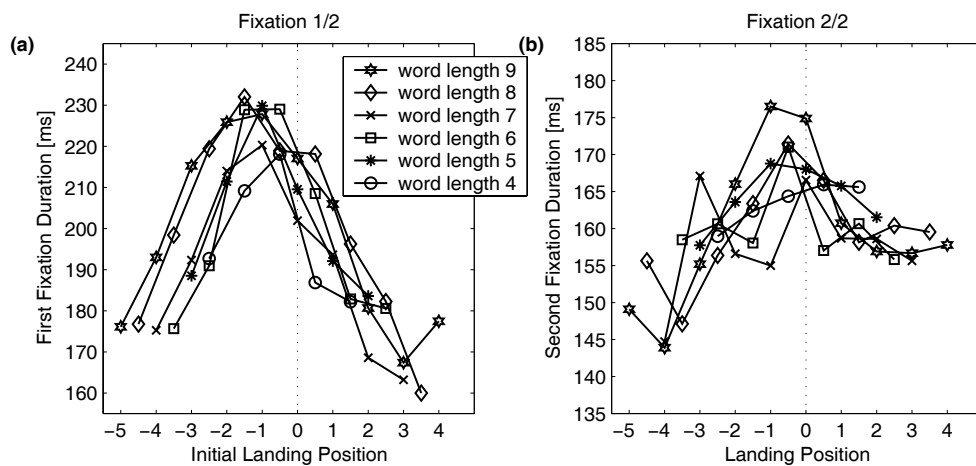 Fixation 1/2
(a)
First Fixation Duration [ms]
240
230
220
210
200
190
180
170
160
−5 −4 −3 −2 −1 0 1 2 3 4
Initial Landing Position
word length 9
word length 8
word length 7
word length 6
word length 5
word length 4
Fixation 2/2
(b)
Second Fixation Duration [ms]
185
180
175
170
165
160
155
150
145
140
135
−5 −4 −3 −2 −1 0 1 2 3 4
Landing Position